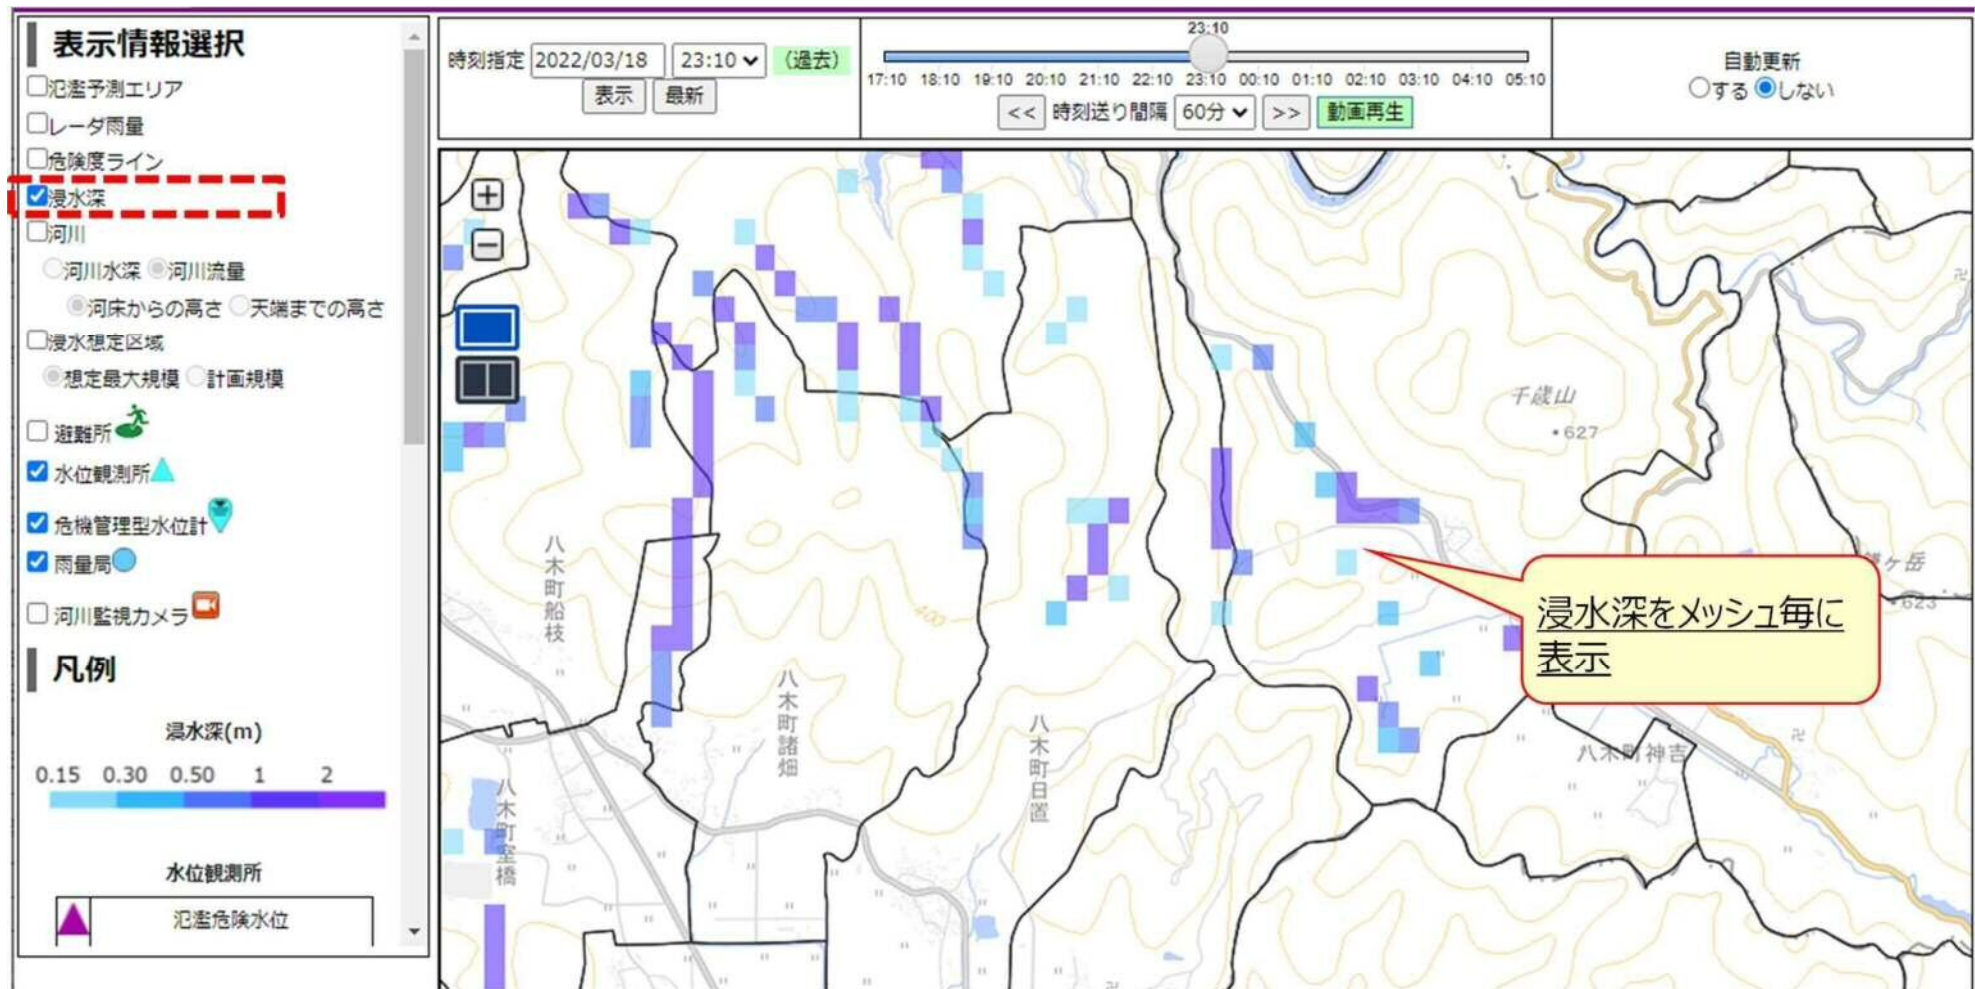 表示情報選択
氾濫予測エリア
レーダ雨量
危険度ライン
浸水深
河川
河川水深 河川流量
河床からの高さ 天端までの高さ
浸水想定区域
想定最大規模 計画規模
避難所
水位観測所
危機管理型水位計
雨量局
河川監視カメラ
凡例
浸水深(m)
0.15 0.30 0.50 1 2
水位観測所
氾濫危険水位
時刻指定 2022/03/18 23:10 (過去)
表示 最新
23:10
17:10 18:10 19:10 20:10 21:10 22:10 23:10 00:10 01:10 02:10 03:10 04:10 05:10
<< 時刻送り間隔 60分 >> 動画再生
自動更新
する しない
+
−
千歳山
627
ヶ岳
623
400
八木町船枝
八木町諸畑
八木町日置
八木町神吉
八木町室橋
浸水深をメッシュ毎に
表示